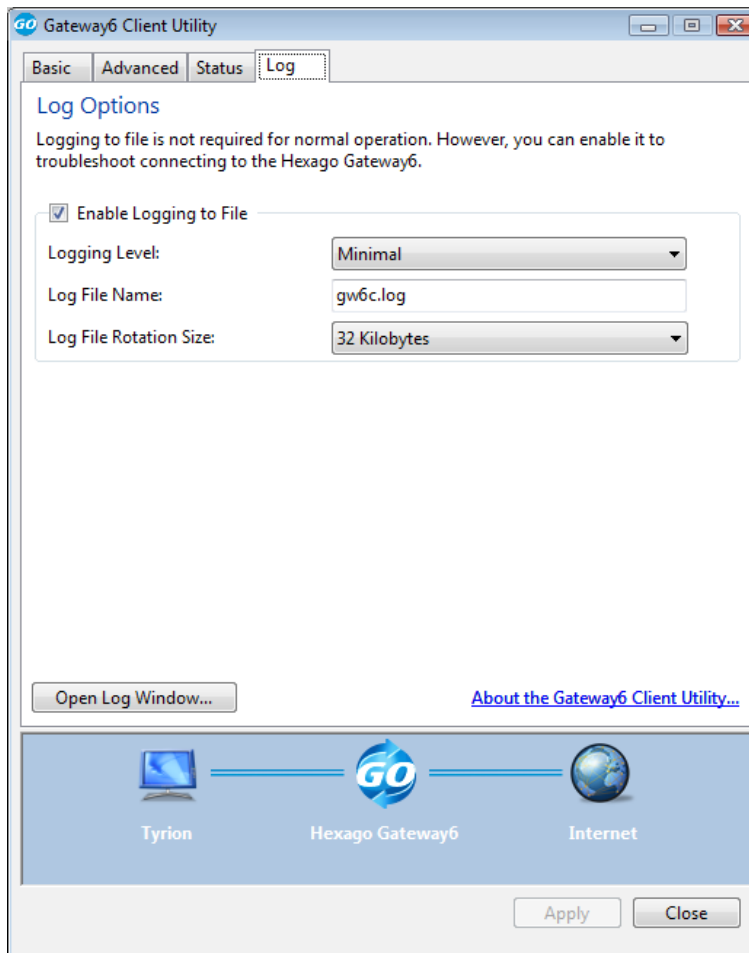 GO Gateway6 Client Utility
Basic Advanced Status Log
Log Options
Logging to file is not required for normal operation. However, you can enable it to
troubleshoot connecting to the Hexago Gateway6.
Enable Logging to File
Logging Level: Minimal
Log File Name: gw6c.log
Log File Rotation Size: 32 Kilobytes
Open Log Window... About the Gateway6 Client Utility...
GO
Tyrion Hexago Gateway6 Internet
Apply Close